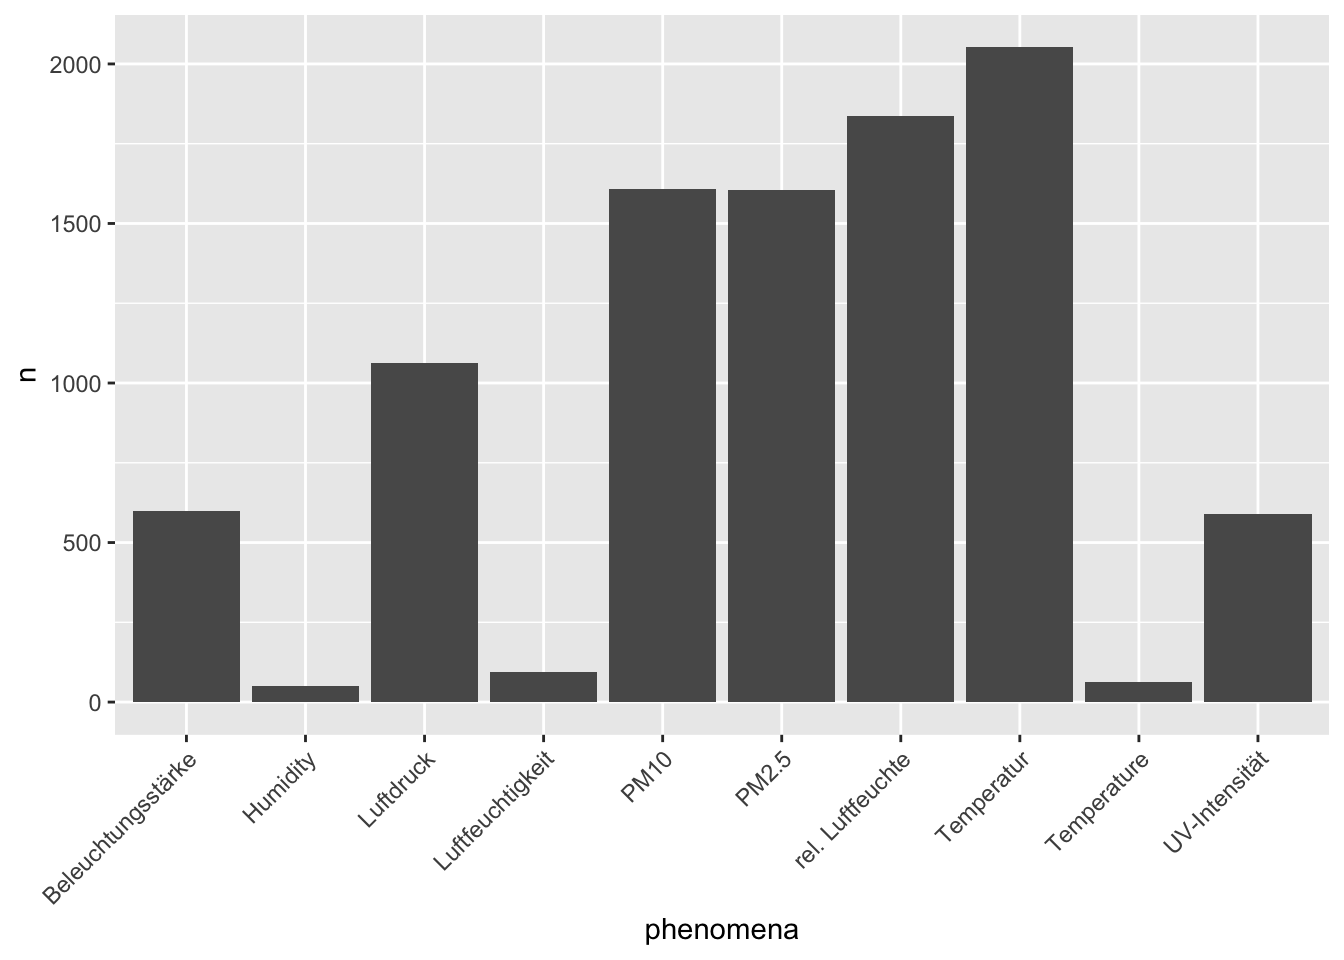 2000
1500
1000
500
0
n
Beleuchtungsstärke
Humidity
Luftdruck
Luftfeuchtigkeit
PM10
PM2.5
rel. Luftfeuchte
Temperatur
Temperature
UV-Intensität
phenomena